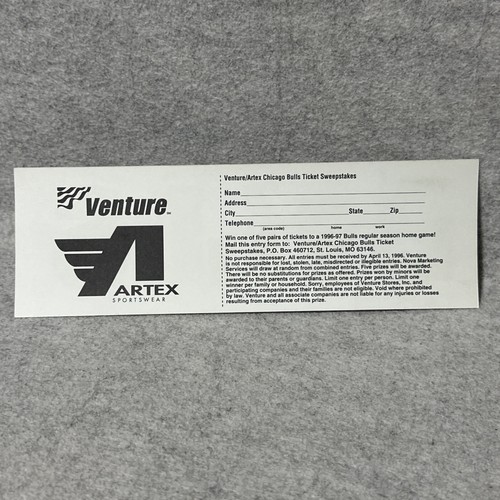 Venture™
ARTEX
SPORTSWEAR
Venture/Artex Chicago Bulls Ticket Sweepstakes
Name
Address
City State Zip
Telephone
(area code) home work
Win one of five pairs of tickets to a 1996-97 Bulls regular season home game!
Mail this entry form to: Venture/Artex Chicago Bulls Ticket
Sweepstakes, P.O. Box 460712, St. Louis, MO 63146.
No purchase necessary. All entries must be received by April 13, 1996. Venture
is not responsible for lost, stolen, late, misdirected or illegible entries. Nova Marketing
Services will draw at random from combined entries. Five prizes will be awarded.
There will be no substitutions for prizes as offered. Prizes won by minors will be
awarded to their parents or guardians. Limit one entry per person. Limit one
winner per family or household. Sorry, employees of Venture Stores, Inc. and
participating companies and their families are not eligible. Void where prohibited
by law. Venture and all associate companies are not liable for any injuries or losses
resulting from acceptance of this prize.